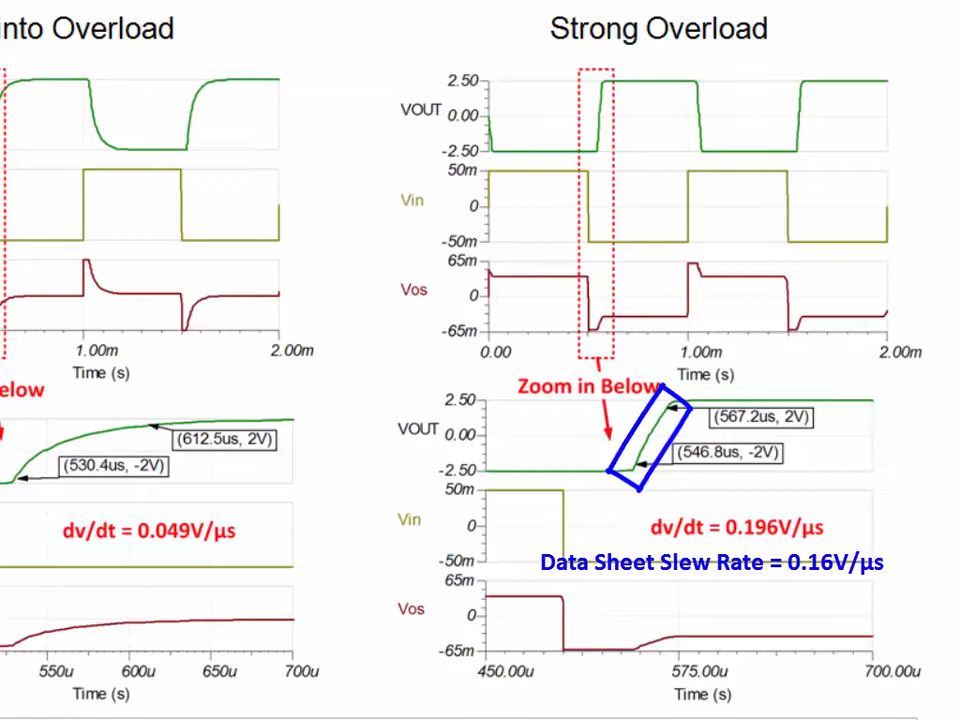 into Overload
Strong Overload
2.50
VOUT 0.00
-2.50
50m
Vin
0
-50m
65m
Vos
0
-65m
1.00m
2.00m
Time (s)
0.00
1.00m
2.00m
Time (s)
elow
Zoom in Below
(612.5us, 2V)
(530.4us, -2V)
2.50
VOUT
0.00
-2.50
(567.2us, 2V)
(546.8us, -2V)
dv/dt = 0.049V/µs
50m
Vin
0
-50m
dv/dt = 0.196V/µs
Data Sheet Slew Rate = 0.16V/µs
65m
Vos
0
-65m
550u
600u
650u
700u
Time (s)
450.00u
575.00u
700.00u
Time (s)